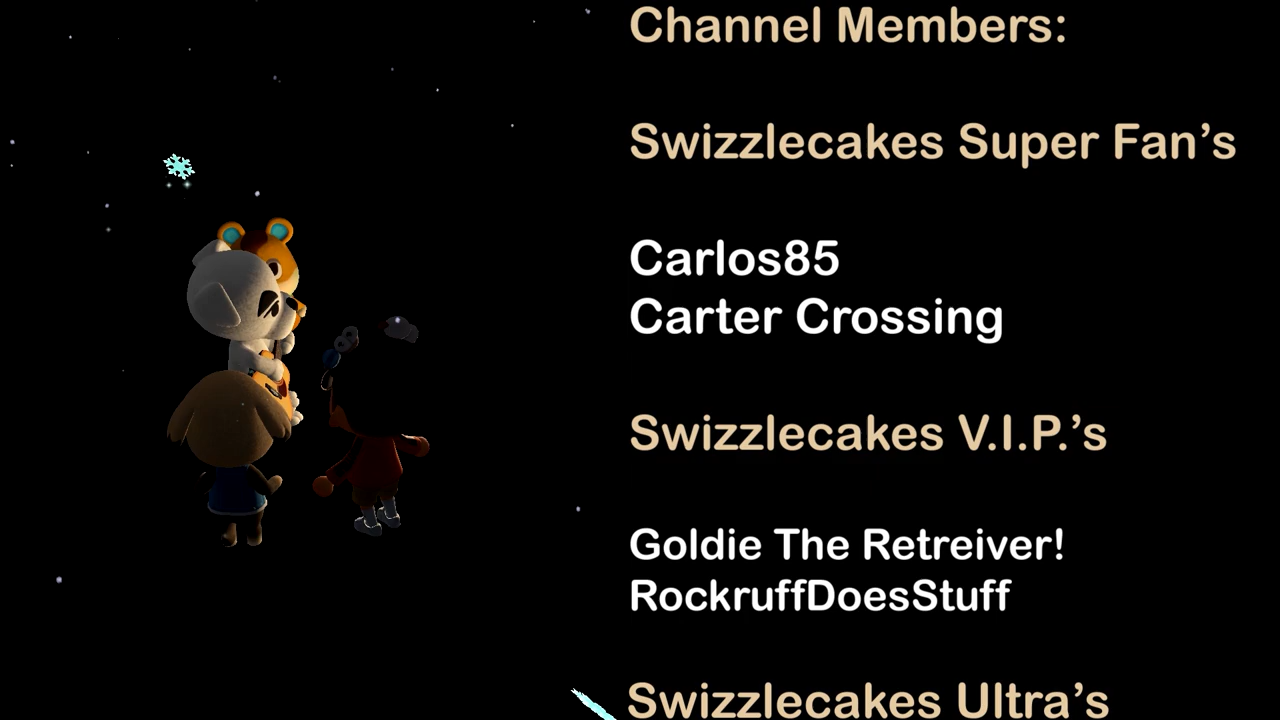 Channel Members:
Swizzlecakes Super Fan’s
Carlos85
Carter Crossing
Swizzlecakes V.I.P.’s
Goldie The Retreiver!
RockruffDoesStuff
Swizzlecakes Ultra’s